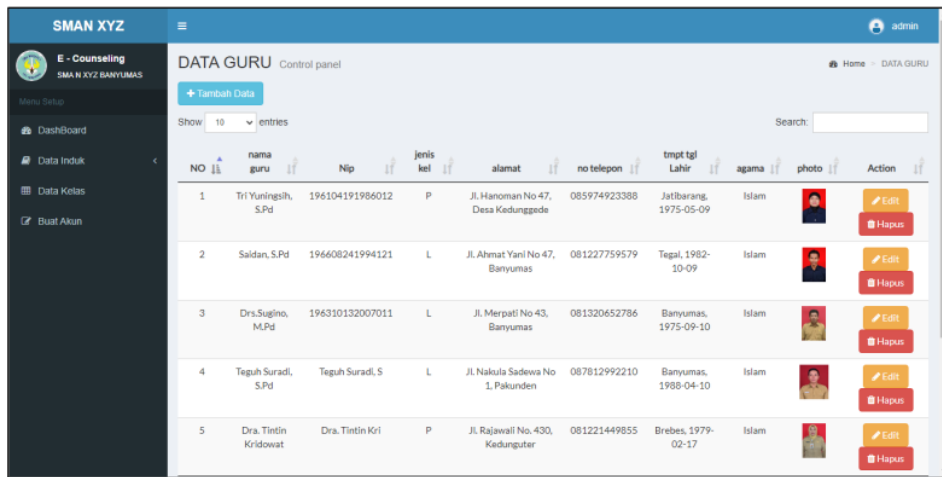 SMAN XYZ
admin
E - Counseling
SMA N XYZ BANYUMAS
Menu Setup
DashBoard
Data Induk
Data Kelas
Buat Akun
DATA GURU Control panel
Home > DATA GURU
+ Tambah Data
Show 10 entries
Search:
NO nama guru Nip jenis kel alamat no telepon tmpt tgl Lahir agama photo Action
1 Tri Yuningsih, S.Pd 196104191986012 P Jl. Hanoman No 47, Desa Kedunggede 085974923388 Jatibarang, 1975-05-09 Islam Edit Hapus
2 Saidan, S.Pd 196608241994121 L Jl. Ahmat Yani No 47, Banyumas 081227759579 Tegal, 1982-10-09 Islam Edit Hapus
3 Drs.Sugino, M.Pd 196310132007011 L Jl. Merpati No 43, Banyumas 081320652786 Banyumas, 1975-09-10 Islam Edit Hapus
4 Teguh Suradi, S.Pd Teguh Suradi, S L Jl. Nakula Sadewa No 1, Pakunden 087812992210 Banyumas, 1988-04-10 Islam Edit Hapus
5 Dra. Tintin Kridowat Dra. Tintin Kri P Jl. Rajawali No. 430, Kedunguter 081221449855 Brebes, 1979-02-17 Islam Edit Hapus